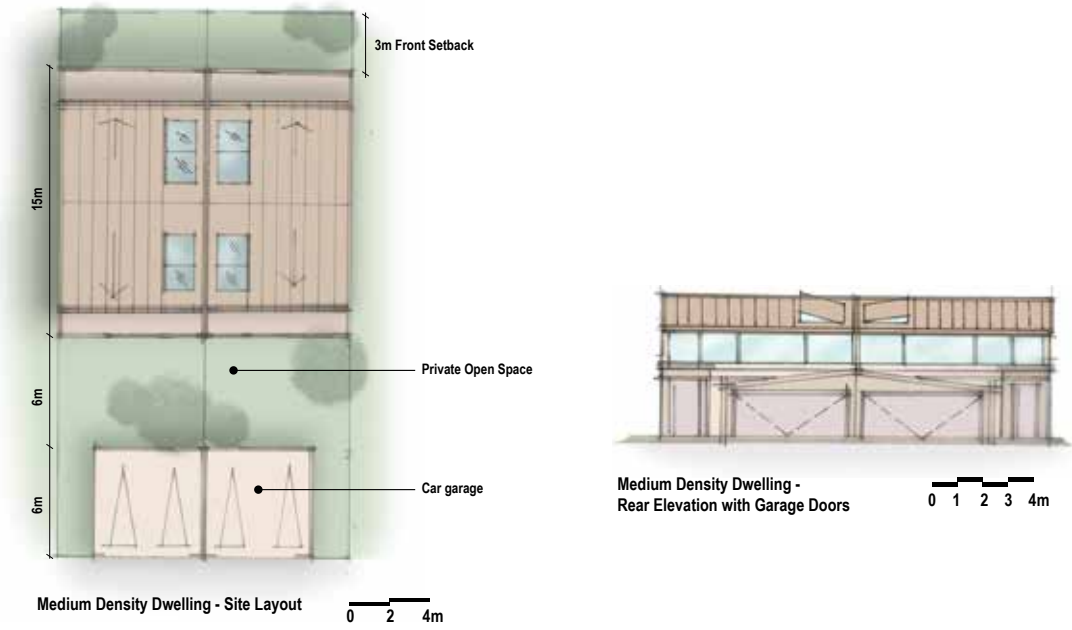 3m Front Setback
15m
6m
Private Open Space
6m
Car garage
Medium Density Dwelling - Site Layout
0 2 4m
Medium Density Dwelling -
Rear Elevation with Garage Doors
0 1 2 3 4m